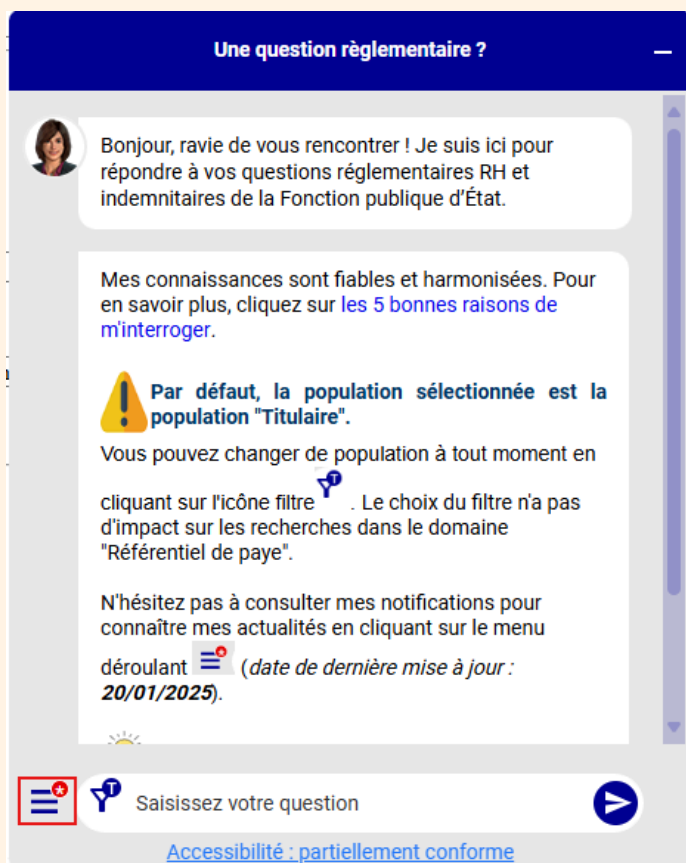 Une question règlementaire ?
Bonjour, ravie de vous rencontrer ! Je suis ici pour
répondre à vos questions réglementaires RH et
indemnitaires de la Fonction publique d'État.
Mes connaissances sont fiables et harmonisées. Pour
en savoir plus, cliquez sur les 5 bonnes raisons de
m'interroger.
Par défaut, la population sélectionnée est la
population "Titulaire".
Vous pouvez changer de population à tout moment en
cliquant sur l'icône filtre T . Le choix du filtre n'a pas
d'impact sur les recherches dans le domaine
"Référentiel de paye".
N'hésitez pas à consulter mes notifications pour
connaître mes actualités en cliquant sur le menu
déroulant (date de dernière mise à jour :
20/01/2025).
T Saisissez votre question
Accessibilité : partiellement conforme